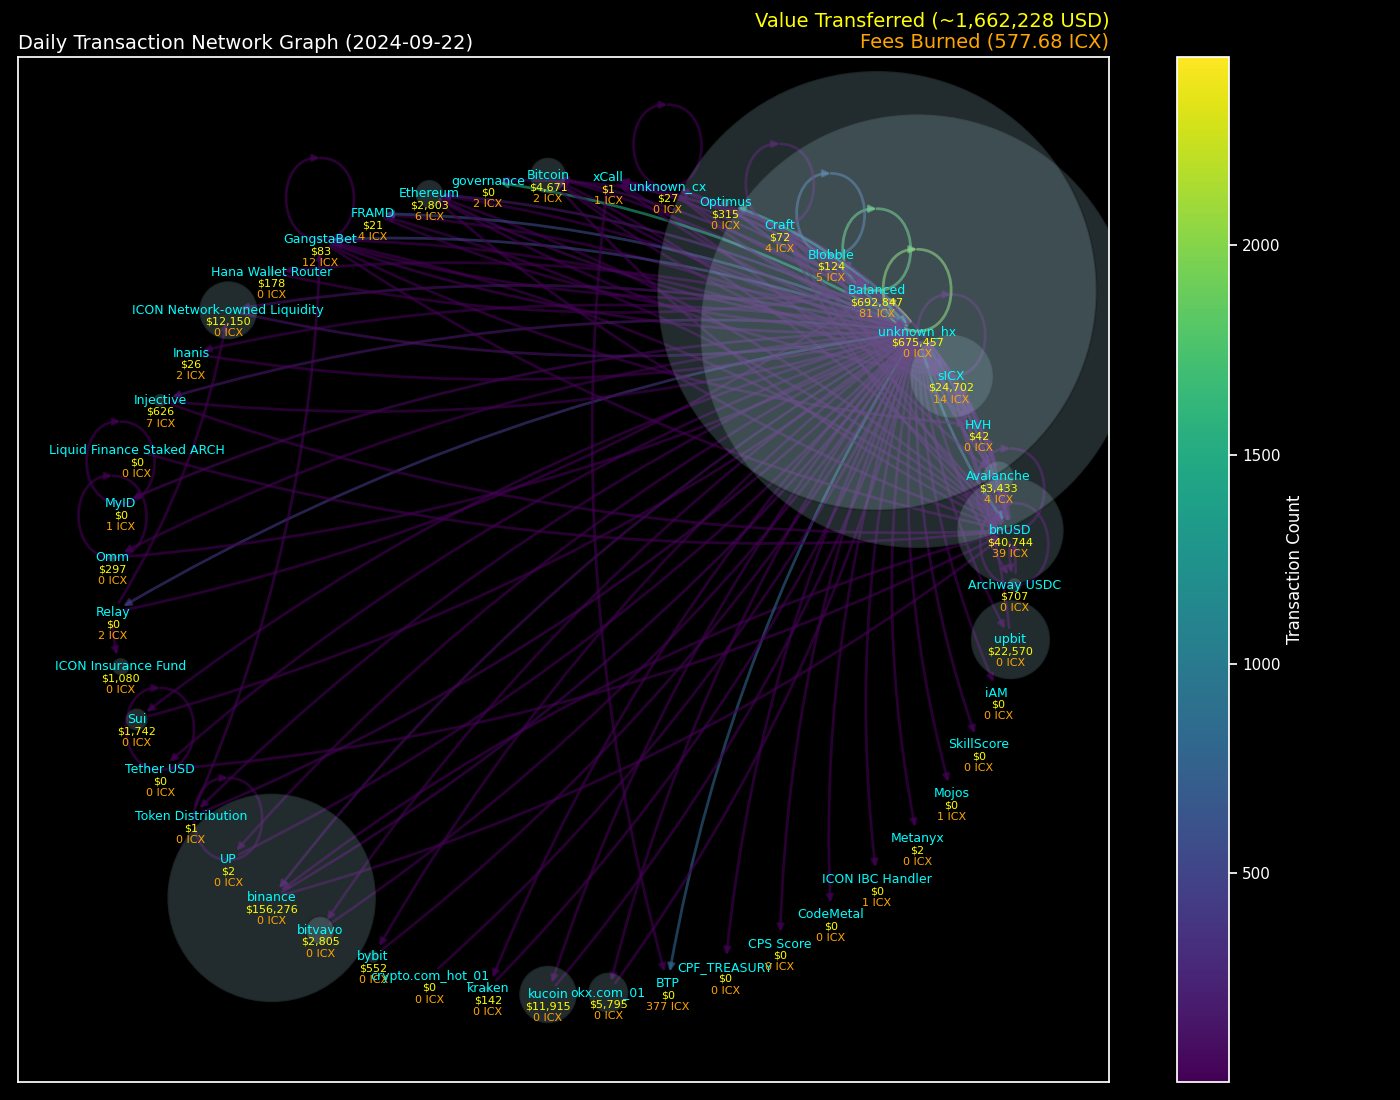 Value Transferred (~1,662,228 USD)
Daily Transaction Network Graph (2024-09-22)
Fees Burned (577.68 ICX)
Bitcoin
$4,671
2 ICX
xCall
$1
1 ICX
governance
$0
2 ICX
unknown_cx
$27
0 ICX
Ethereum
$2,803
6 ICX
Optimus
$315
0 ICX
FRAMD
$21
4 ICX
Craft
$72
4 ICX
GangstaBet
$83
12 ICX
Blobble
$124
5 ICX
Hana Wallet Router
$178
0 ICX
Balanced
$692,847
81 ICX
ICON Network-owned Liquidity
$12,150
0 ICX
unknown_hx
$675,457
0 ICX
Inanis
$26
2 ICX
sICX
$24,702
14 ICX
Injective
$626
7 ICX
HVH
$42
0 ICX
Liquid Finance Staked ARCH
$0
0 ICX
Avalanche
$3,433
4 ICX
MyID
$0
1 ICX
bnUSD
$40,744
39 ICX
Omm
$297
0 ICX
Archway USDC
$707
0 ICX
Relay
$0
2 ICX
upbit
$22,570
0 ICX
ICON Insurance Fund
$1,080
0 ICX
iAM
$0
0 ICX
Sui
$1,742
0 ICX
SkillScore
$0
0 ICX
Tether USD
$0
0 ICX
Mojos
$0
1 ICX
Token Distribution
$1
0 ICX
Metanyx
$2
0 ICX
UP
$2
0 ICX
ICON IBC Handler
$0
1 ICX
binance
$156,276
0 ICX
CodeMetal
$0
0 ICX
bitvavo
$2,805
0 ICX
CPS Score
$0
ICX
bybit
$552
0 ICX
CPF_TREASURY
$0
0 ICX
crypto.com_hot_01
$0
0 ICX
BTP
$0
377 ICX
kraken
$142
0 ICX
kucoin
$11,915
0 ICX
okx.com_01
$5,795
0 ICX
2000
1500
1000
500
Transaction Count